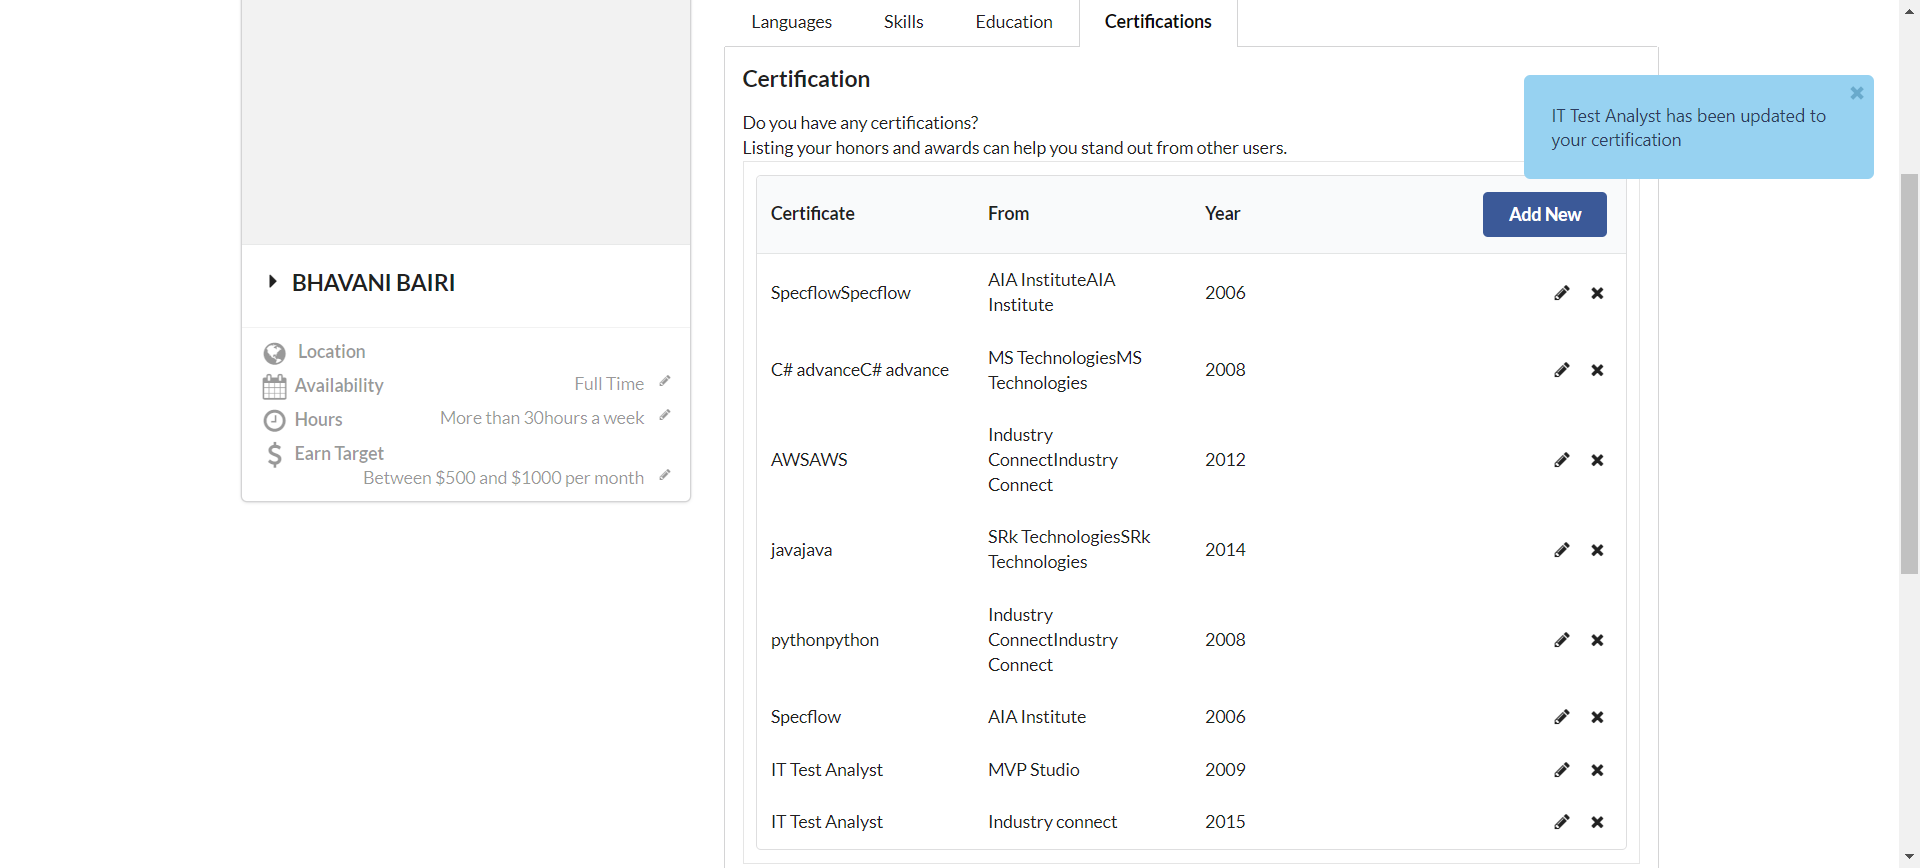 Languages
Skills
Education
Certifications
Certification
Do you have any certifications?
Listing your honors and awards can help you stand out from other users.
IT Test Analyst has been updated to
your certification
Certificate
From
Year
Add New
SpecflowSpecflow
AIA InstituteAIA
Institute
2006
C# advanceC# advance
MS TechnologiesMS
Technologies
2008
AWSAWS
Industry
ConnectIndustry
Connect
2012
javajava
SRk TechnologiesSRk
Technologies
2014
pythonpython
Industry
ConnectIndustry
Connect
2008
Specflow
AIA Institute
2006
IT Test Analyst
MVP Studio
2009
IT Test Analyst
Industry connect
2015
BHAVANI BAIRI
Location
Availability
Full Time
Hours
More than 30hours a week
Earn Target
Between $500 and $1000 per month